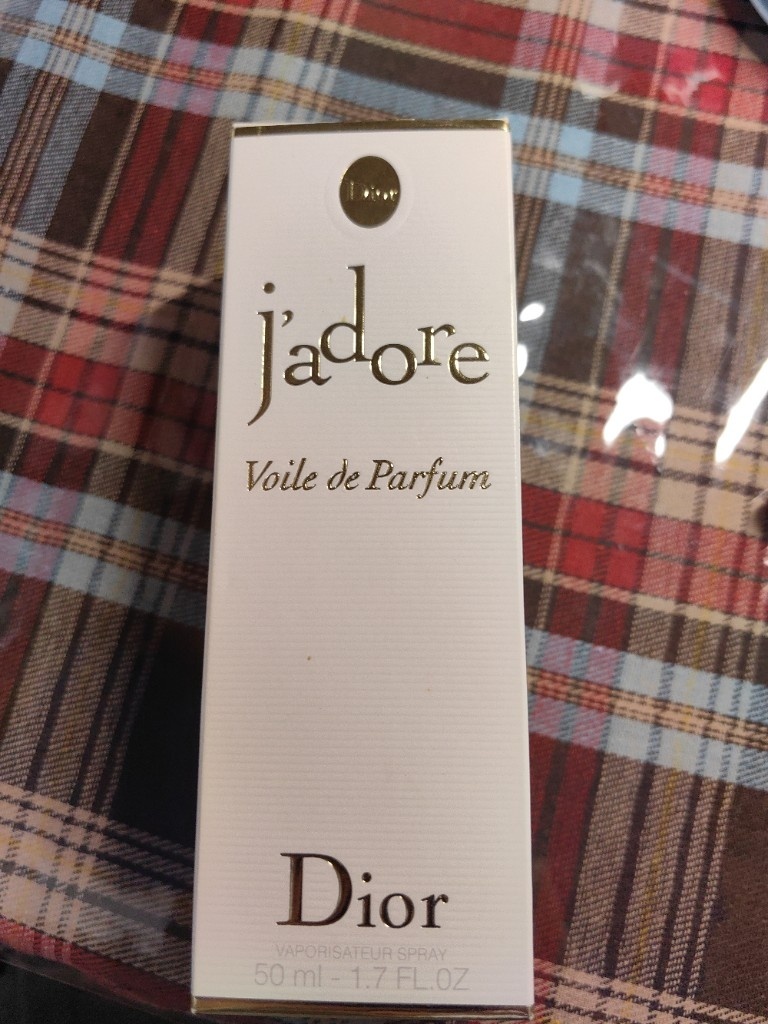 Dior
j'adore
Voile de Parfum
Dior
VAPORISATEUR SPRAY
50 ml - 1.7 FL.OZ